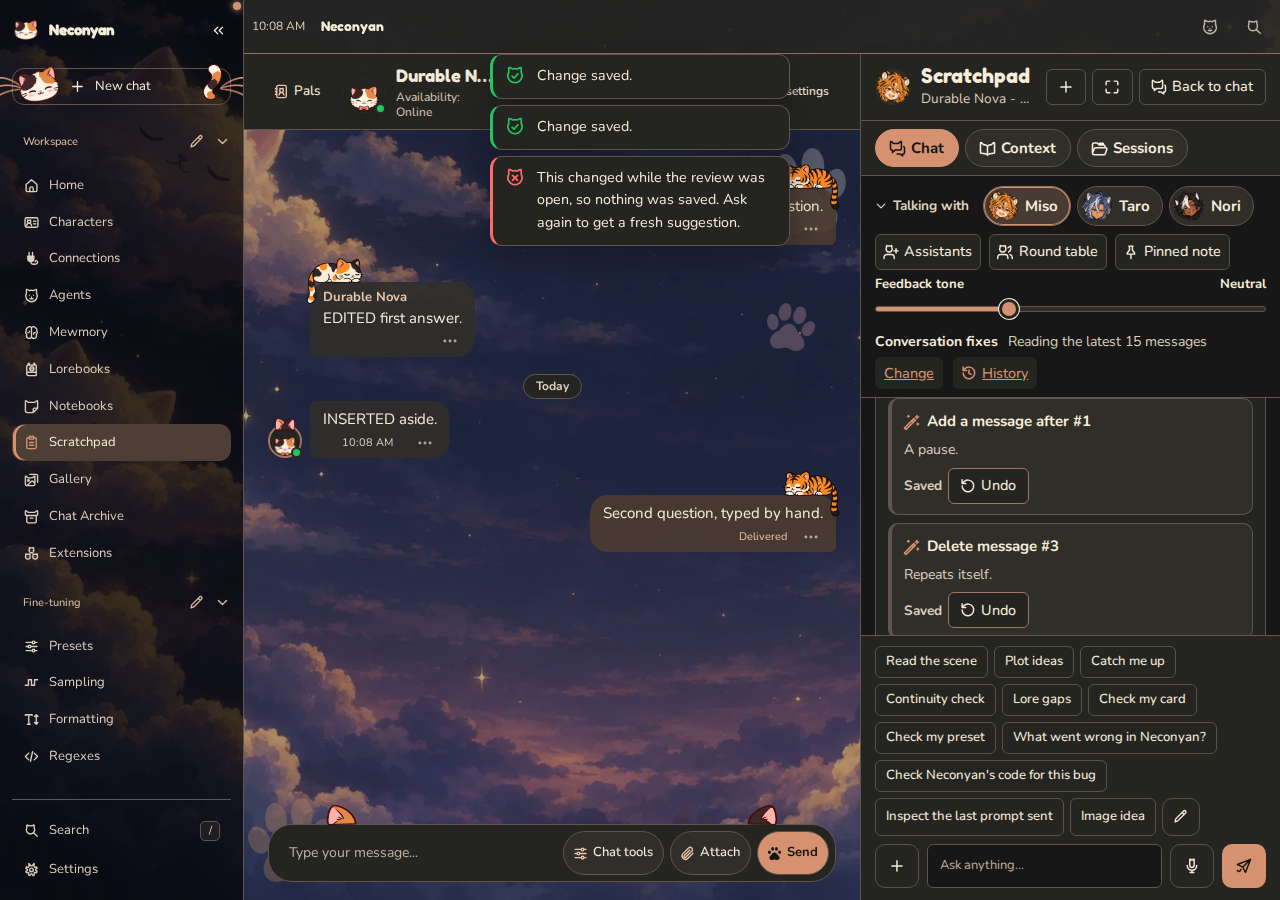 Neconyan
New chat
Workspace
Home
Characters
Connections
Agents
Mewmory
Lorebooks
Notebooks
Scratchpad
Gallery
Chat Archive
Extensions
Fine-tuning
Presets
Sampling
Formatting
Regexes
Search /
Settings
10:08 AM Neconyan
Pals
Durable N...
Availability:
Online
settings
Change saved.
Change saved.
This changed while the review was
open, so nothing was saved. Ask
again to get a fresh suggestion.
stion.
Durable Nova
EDITED first answer.
Today
INSERTED aside.
10:08 AM
Second question, typed by hand.
Delivered
Type your message...
Chat tools
Attach
Send
Scratchpad
Durable Nova - ...
Back to chat
Chat
Context
Sessions
Talking with
Miso
Taro
Nori
Assistants
Round table
Pinned note
Feedback tone
Neutral
Conversation fixes Reading the latest 15 messages
Change
History
Add a message after #1
A pause.
Saved
Undo
Delete message #3
Repeats itself.
Saved
Undo
Read the scene
Plot ideas
Catch me up
Continuity check
Lore gaps
Check my card
Check my preset
What went wrong in Neconyan?
Check Neconyan's code for this bug
Inspect the last prompt sent
Image idea
Ask anything...